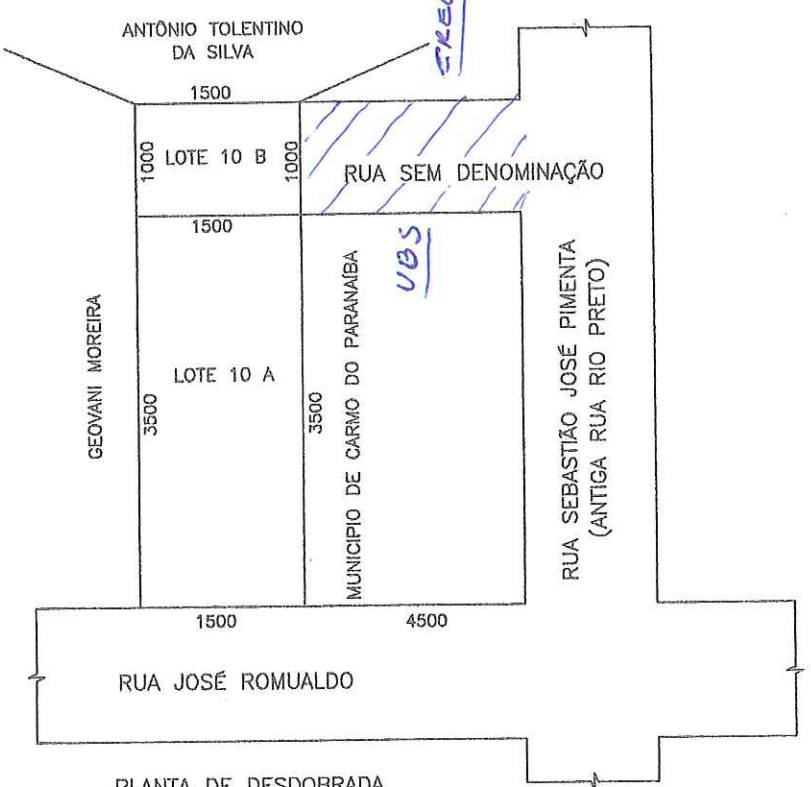 ANTÔNIO TOLENTINO
DA SILVA
1500
1000
LOTE 10 B
1000
RUA SEM DENOMINAÇÃO
1500
UBS
GEOVANI MOREIRA
LOTE 10 A
3500
3500
MUNICIPIO DE CARMO DO PARANAÍBA
RUA SEBASTIÃO JOSÉ PIMENTA
(ANTIGA RUA RIO PRETO)
1500
4500
RUA JOSÉ ROMUALDO
PLANTA DE DESDOBRADA